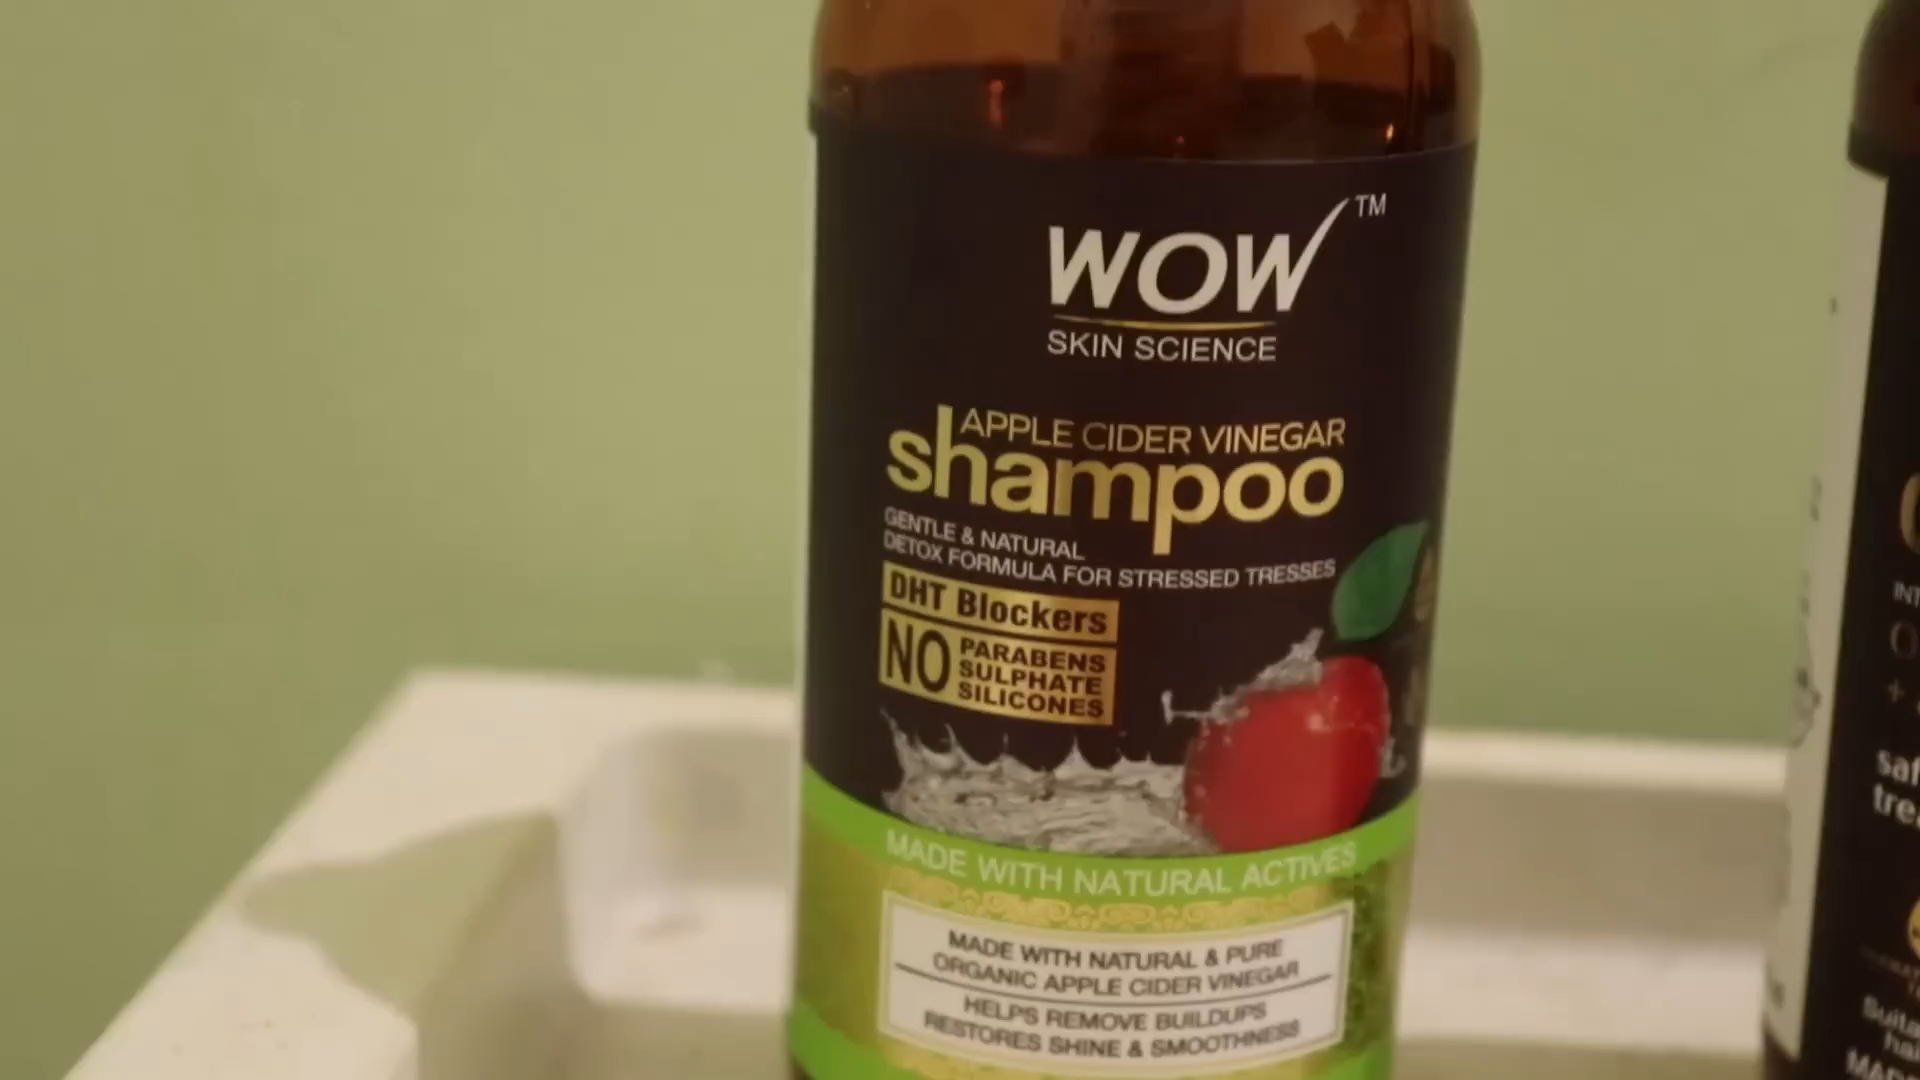 WOW™
SKIN SCIENCE
APPLE CIDER VINEGAR
shampoo
GENTLE & NATURAL
DETOX FORMULA FOR STRESSED TRESSES
DHT Blockers
NO PARABENS
SULPHATE
SILICONES
MADE WITH NATURAL ACTIVES
MADE WITH NATURAL & PURE
ORGANIC APPLE CIDER VINEGAR
HELPS REMOVE BUILDUPS
RESTORES SHINE & SMOOTHNESS